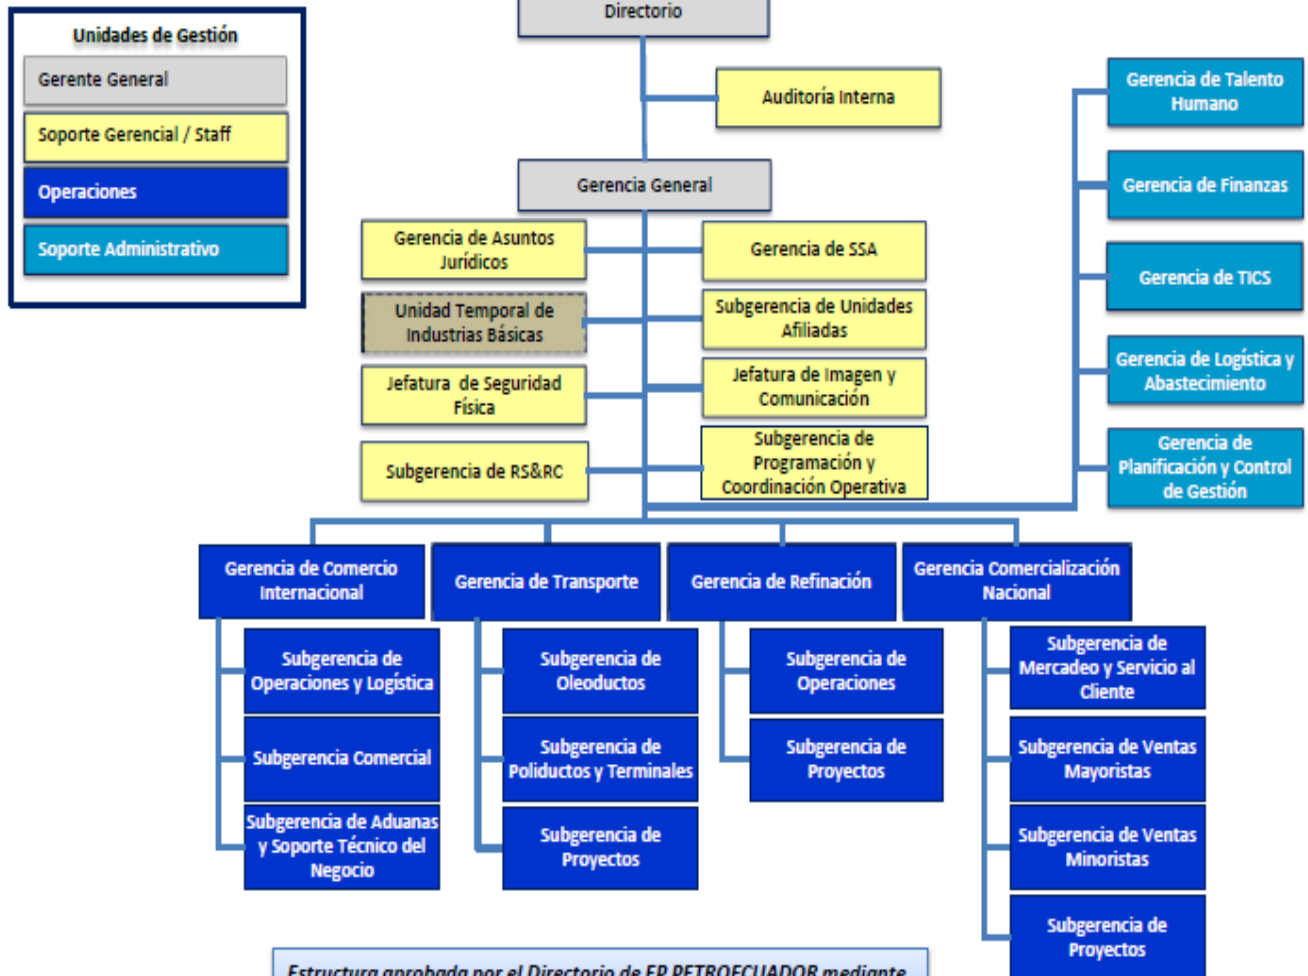 Unidades de Gestión
Gerente General
Soporte Gerencial / Staff
Operaciones
Soporte Administrativo
Directorio
Auditoría Interna
Gerencia General
Gerencia de Asuntos
Jurídicos
Gerencia de SSA
Unidad Temporal de
Industrias Básicas
Subgerencia de Unidades
Afiliadas
Jefatura de Seguridad
Física
Jefatura de Imagen y
Comunicación
Subgerencia de RS&RC
Subgerencia de
Programación y
Coordinación Operativa
Gerencia de Talento
Humano
Gerencia de Finanzas
Gerencia de TICS
Gerencia de Logística y
Abastecimiento
Gerencia de
Planificación y Control
de Gestión
Gerencia de Comercio
Internacional
Subgerencia de
Operaciones y Logística
Subgerencia Comercial
Subgerencia de Aduanas
y Soporte Técnico del
Negocio
Gerencia de Transporte
Subgerencia de
Oleoductos
Subgerencia de
Poliductos y Terminales
Subgerencia de
Proyectos
Gerencia de Refinación
Subgerencia de
Operaciones
Subgerencia de
Proyectos
Gerencia Comercialización
Nacional
Subgerencia de
Mercadeo y Servicio al
Cliente
Subgerencia de Ventas
Mayoristas
Subgerencia de Ventas
Minoristas
Subgerencia de
Proyectos
Estructura aprobada por el Directorio de EP PETROECUADOR mediante